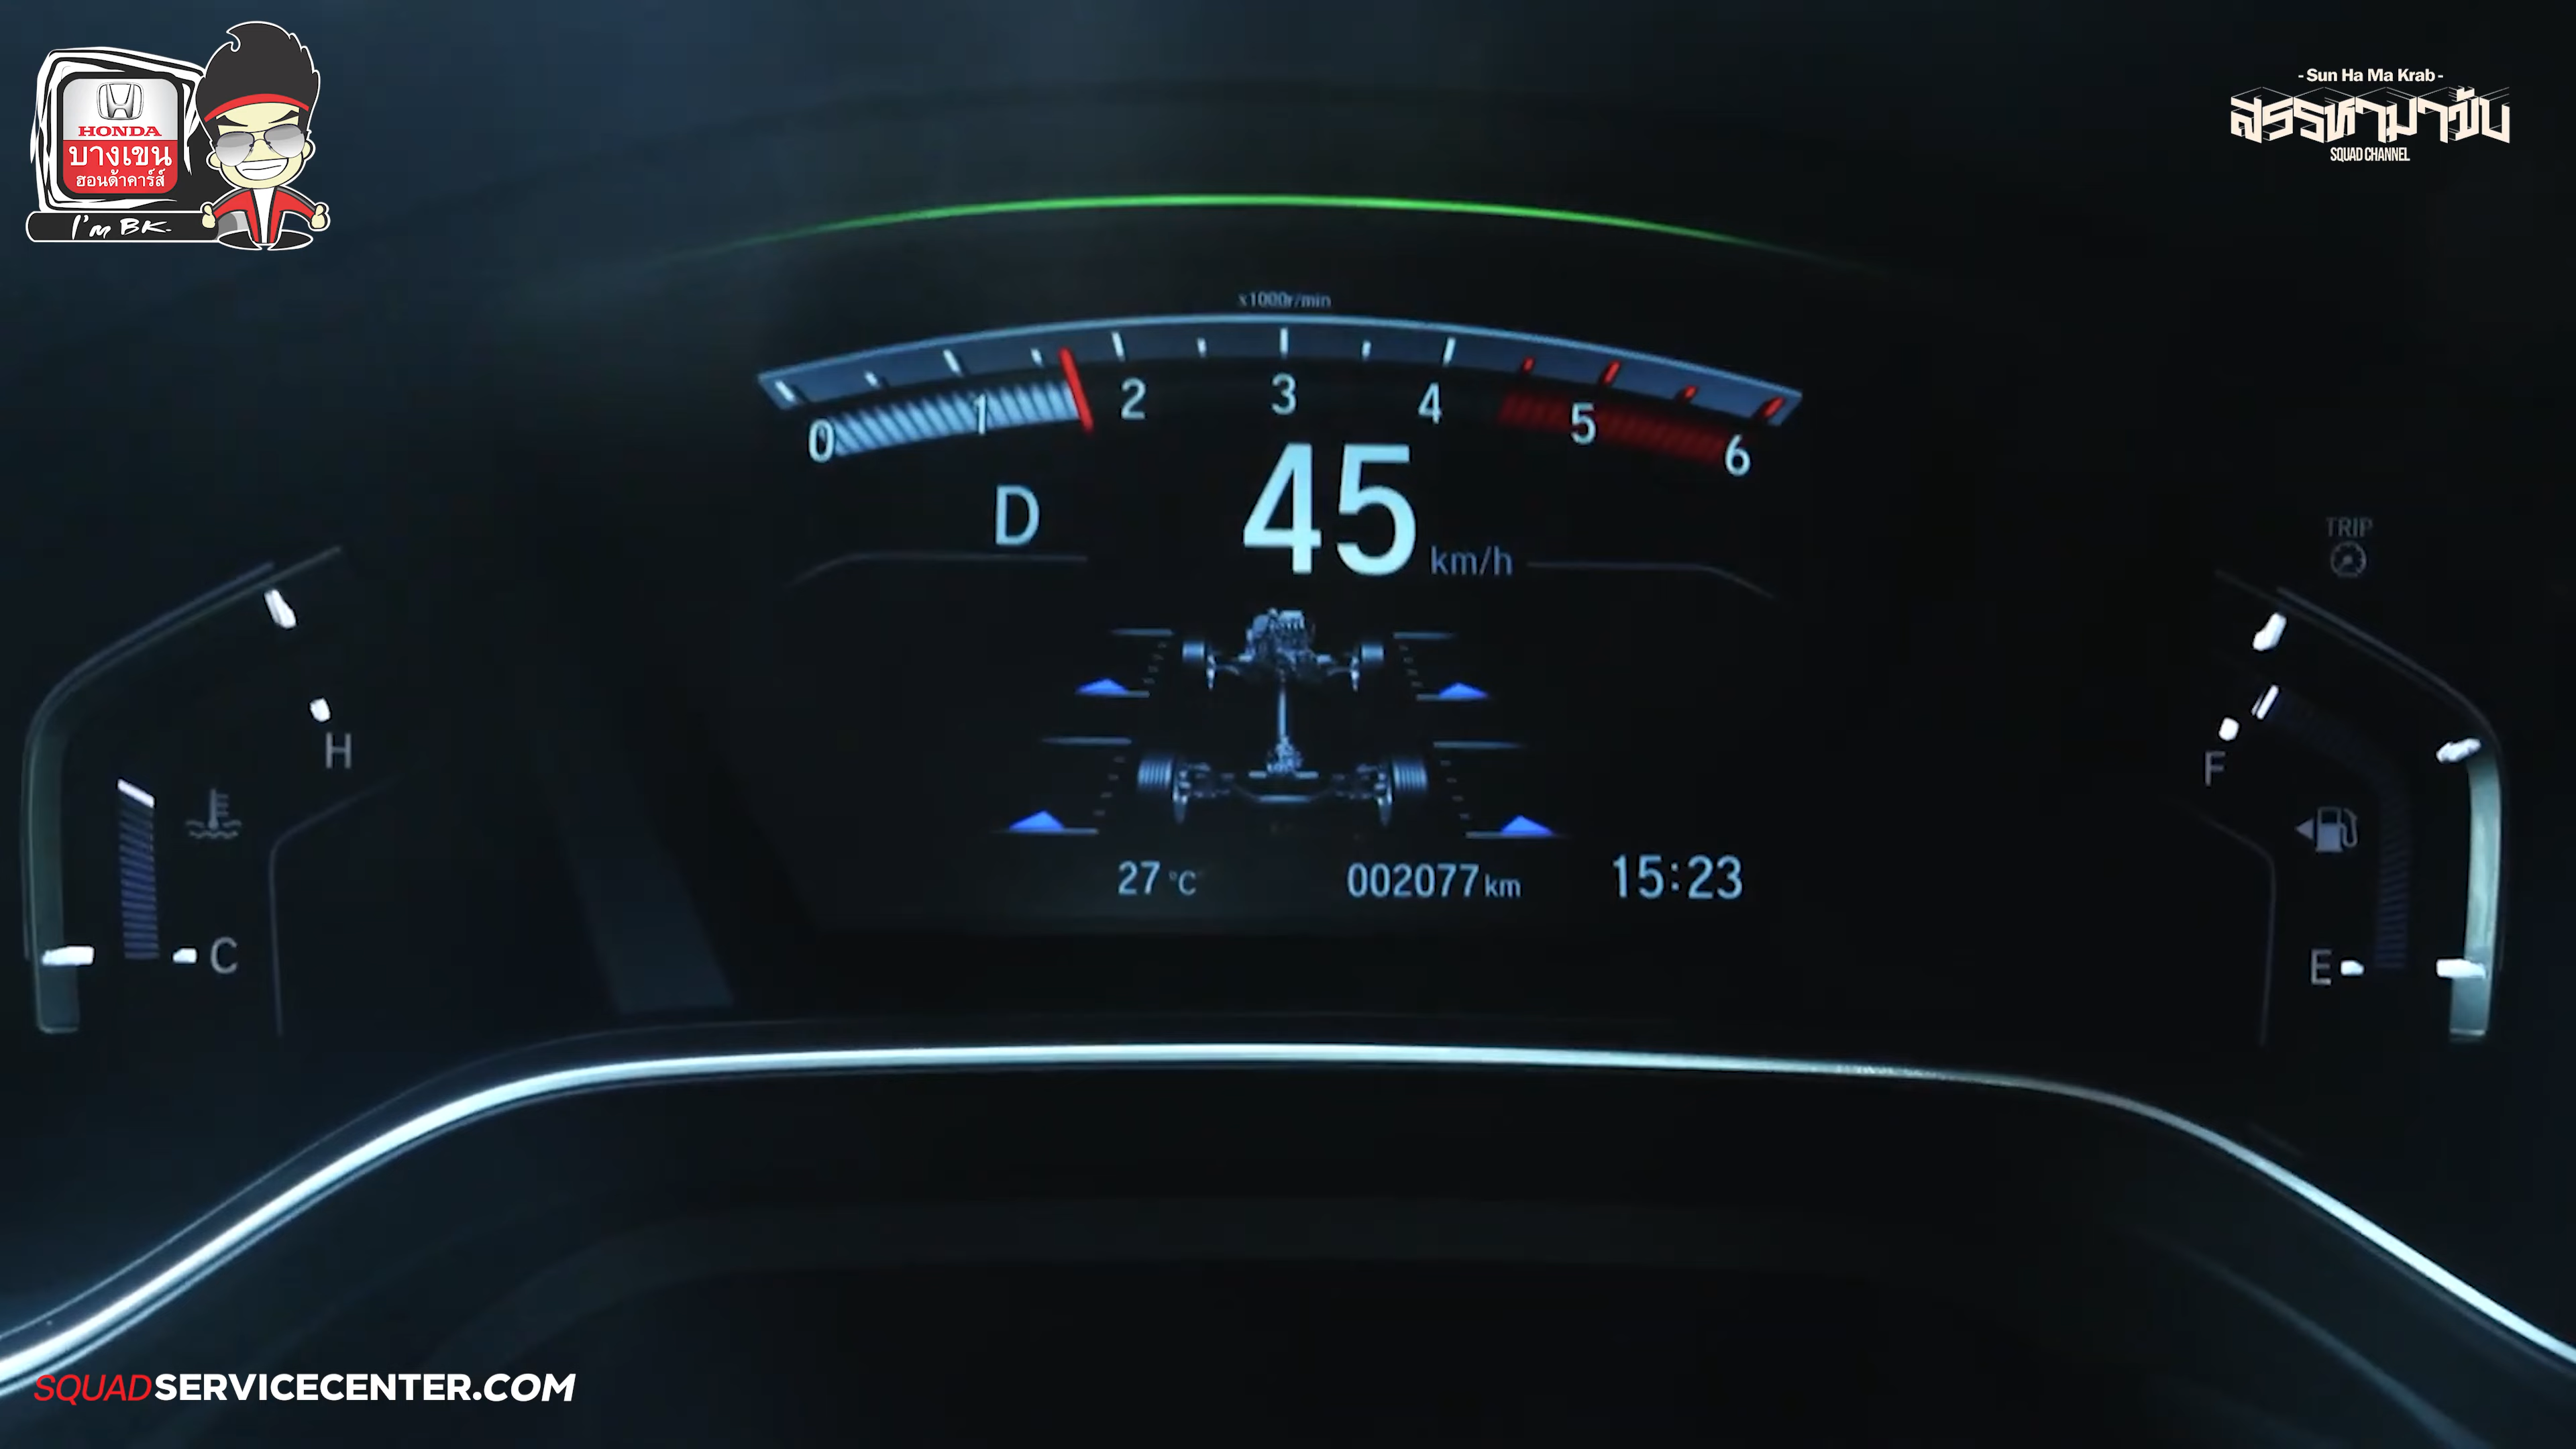 HONDA
บางเขน
ฮอนด้าคาร์ส์
I'm BK.
- Sun Ha Ma Krab -
สรรหามาขับ
SQUAD CHANNEL
x1000r/min
0 1 2 3 4 5 6
D 45 km/h
TRIP
H
F
C
E
27 °C 002077 km 15:23
SQUADSERVICECENTER.COM